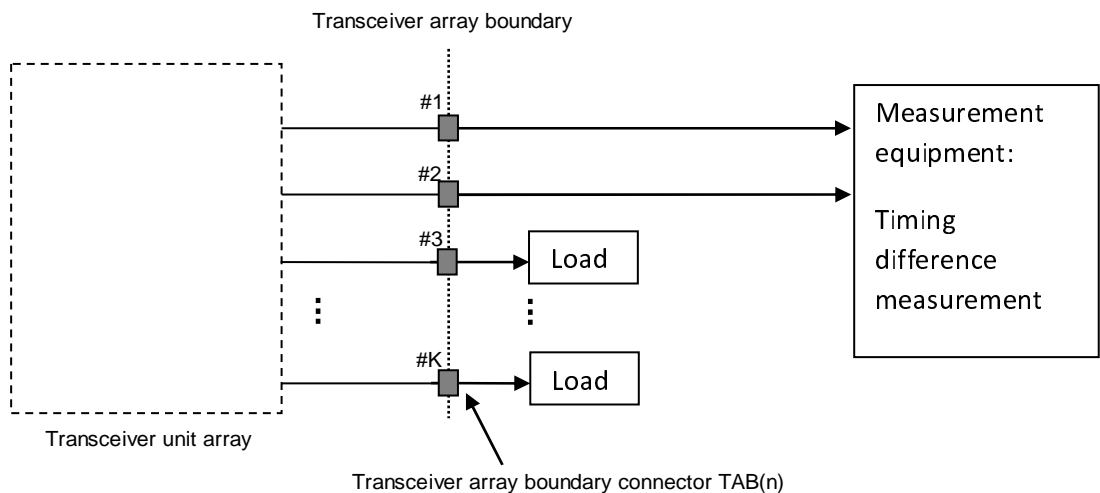 Transceiver array boundary
#1
#2
#3
#K
Load
Load
Measurement
equipment:
Timing
difference
measurement
Transceiver unit array
Transceiver array boundary connector TAB(n)